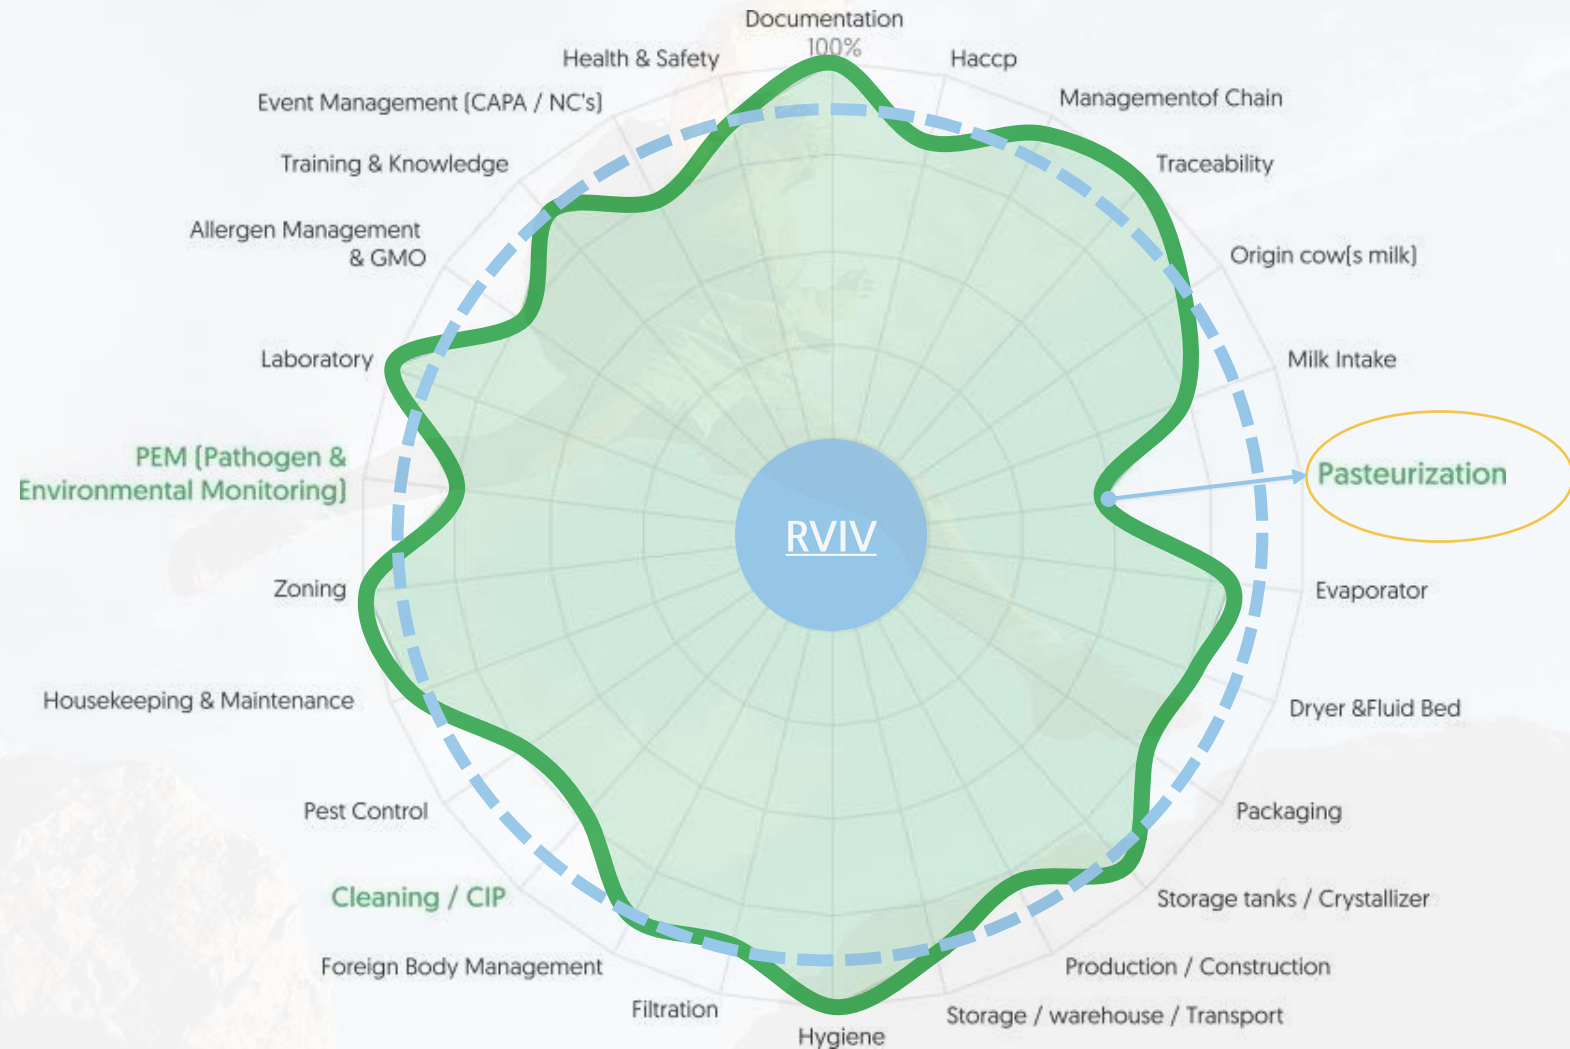 Documentation
100%
Haccp
Managementof Chain
Traceability
Origin cow(s milk)
Milk Intake
Pasteurization
Evaporator
Dryer &Fluid Bed
Packaging
Storage tanks / Crystallizer
Production / Construction
Storage / warehouse / Transport
Hygiene
Filtration
Foreign Body Management
Cleaning / CIP
Pest Control
Housekeeping & Maintenance
Zoning
PEM (Pathogen &
Environmental Monitoring)
Laboratory
Allergen Management
& GMO
Training & Knowledge
Event Management (CAPA / NC's)
Health & Safety
RVIV